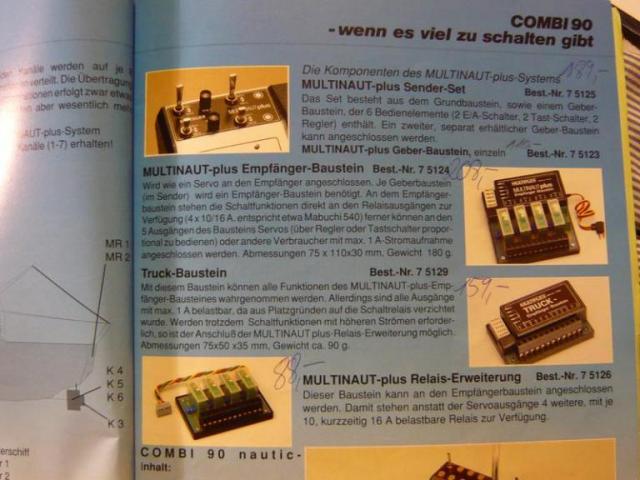 COMBI 90
- wenn es viel zu schalten gibt
Kanäle werden auf je
verteilt. Die Übertragung
erfolgt zwar etwas
aber wesentlich mehr
AUT-plus-System
Kanäle (1-7) erhalten!
MR 1
MR 2
K 4
K 5
K 6
K 3
Die Komponenten des MULTINAUT-plus-Systems 189,-
MULTINAUT-plus Sender-Set Best.-Nr. 7 5125
Das Set besteht aus dem Grundbaustein, sowie einem Geber-
Baustein, der 6 Bedienelemente (2 E/A-Schalter, 2 Tast-Schalter, 2
Regler) enthält. Ein zweiter, separat erhältlicher Geber-Baustein
kann angeschlossen werden.
MULTINAUT-plus Geber-Baustein, einzeln Best.-Nr. 7 5123
MULTINAUT-plus Empfänger-Baustein Best.-Nr. 7 5124 208,-
Wird wie ein Servo an den Empfänger angeschlossen. Je Geberbaustein
(im Sender) wird ein Empfänger-Baustein benötigt. An dem Empfänger-
baustein stehen die Schaltfunktionen direkt an den Relaisausgängen zur
Verfügung (4 x 10/16 A, entspricht etwa Mabuchi 540) ferner können an den
5 Ausgängen des Bausteins Servos (über Regler oder Tastschalter propor-
tional zu bedienen) oder andere Verbraucher mit max. 1 A-Stromaufnahme
angeschlossen werden. Abmessungen 75 x 110x30 mm, Gewicht 180 g.
MULTIPLEX
MULTINAUT plus
Truck-Baustein Best.-Nr. 7 5129 159,-
Mit diesem Baustein können alle Funktionen des MULTINAUT-plus-Emp-
fänger-Bausteines wahrgenommen werden. Allerdings sind alle Ausgänge
mit max. 1 A belastbar, da aus Platzgründen auf die Schaltrelais verzichtet
wurde. Werden trotzdem Schaltfunktionen mit höheren Strömen erforder-
lich, so ist der Anschluß der MULTINAUT plus-Relais-Erweiterung möglich.
Abmessungen 75x50 x35 mm, Gewicht ca. 90 g.
MULTIPLEX
TRUCK-
88,-
MULTINAUT-plus Relais-Erweiterung Best.-Nr. 7 5126
Dieser Baustein kann an den Empfängerbaustein angeschlossen
werden. Damit stehen anstatt der Servoausgänge 4 weitere, mit je
10, kurzzeitig 16 A belastbare Relais zur Verfügung.
COMBI 90 nautic-
inhalt: